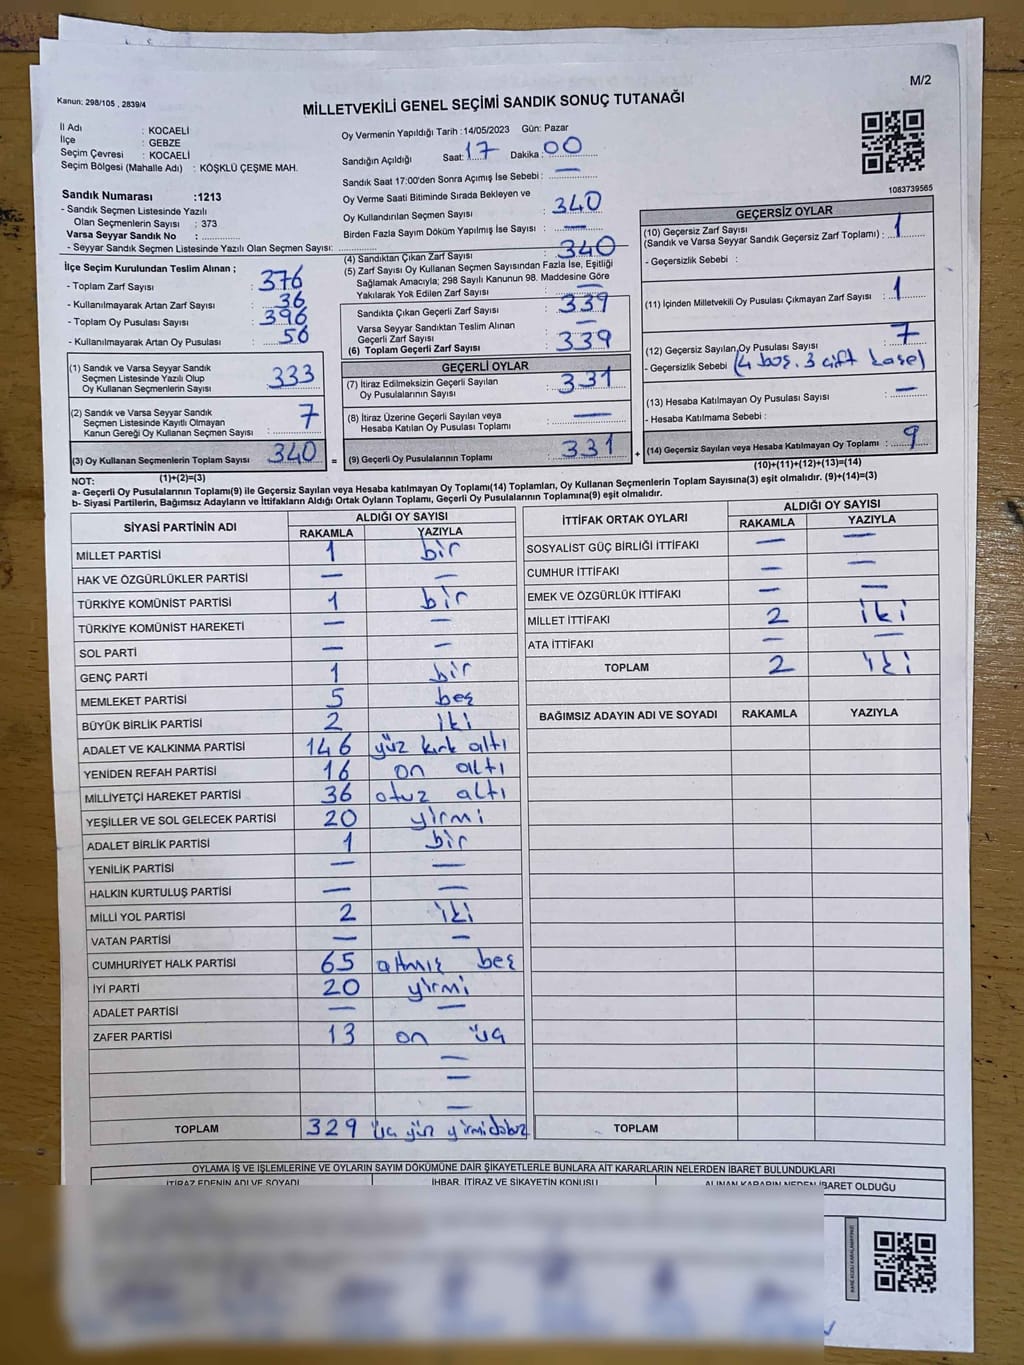 M/2
Kanun: 298/105 , 2839/4
MİLLETVEKİLİ GENEL SEÇİMİ SANDIK SONUÇ TUTANAĞI
İl Adı : KOCAELİ
İlçe : GEBZE
Seçim Çevresi : KOCAELİ
Seçim Bölgesi (Mahalle Adı) : KÖŞKLÜ ÇEŞME MAH.
Sandık Numarası :1213
- Sandık Seçmen Listesinde Yazılı
Olan Seçmenlerin Sayısı : 373
Varsa Seyyar Sandık No :
- Seyyar Sandık Seçmen Listesinde Yazılı Olan Seçmen Sayısı:
Oy Vermenin Yapıldığı Tarih :14/05/2023 Gün: Pazar
Sandığın Açıldığı Saat: 17 Dakika : 00
Sandık Saat 17:00'den Sonra Açımış İse Sebebi : —
Oy Verme Saati Bitiminde Sırada Bekleyen ve
Oy Kullandırılan Seçmen Sayısı : 340
Birden Fazla Sayım Döküm Yapılmış İse Sayısı : —
1083739565
İlçe Seçim Kurulundan Teslim Alınan ;
- Toplam Zarf Sayısı : 376
- Kullanılmayarak Artan Zarf Sayısı : 36
- Toplam Oy Pusulası Sayısı : 396
- Kullanılmayarak Artan Oy Pusulası : 56
(4) Sandıktan Çıkan Zarf Sayısı : 340
(5) Zarf Sayısı Oy Kullanan Seçmen Sayısından Fazla İse, Eşitliği
Sağlamak Amacıyla; 298 Sayılı Kanunun 98. Maddesine Göre
Yakılarak Yok Edilen Zarf Sayısı : —
Sandıkta Çıkan Geçerli Zarf Sayısı : 339
Varsa Seyyar Sandıktan Teslim Alınan
Geçerli Zarf Sayısı : —
(6) Toplam Geçerli Zarf Sayısı : 339
GEÇERSİZ OYLAR
(10) Geçersiz Zarf Sayısı
(Sandık ve Varsa Seyyar Sandık Geçersiz Zarf Toplamı) : 1
- Geçersizlik Sebebi :
(11) İçinden Milletvekili Oy Pusulası Çıkmayan Zarf Sayısı : 1
(12) Geçersiz Sayılan Oy Pusulası Sayısı : 7
- Geçersizlik Sebebi : (4 boş. 3 çift kaşe)
(13) Hesaba Katılmayan Oy Pusulası Sayısı : —
- Hesaba Katılmama Sebebi :
(14) Geçersiz Sayılan veya Hesaba Katılmayan Oy Toplamı : 9
(10)+(11)+(12)+(13)=(14)
(1) Sandık ve Varsa Seyyar Sandık
Seçmen Listesinde Yazılı Olup
Oy Kullanan Seçmenlerin Sayısı : 333
(2) Sandık ve Varsa Seyyar Sandık
Seçmen Listesinde Kayıtlı Olmayan
Kanun Gereği Oy Kullanan Seçmen Sayısı : 7
(3) Oy Kullanan Seçmenlerin Toplam Sayısı : 340 =
(1)+(2)=(3)
GEÇERLİ OYLAR
(7) İtiraz Edilmeksizin Geçerli Sayılan
Oy Pusulasının Sayısı : 331
(8) İtiraz Üzerine Geçerli Sayılan veya
Hesaba Katılan Oy Pusulası Toplamı : —
(9) Geçerli Oy Pusulalarının Toplamı : 331 +
NOT:
a- Geçerli Oy Pusulalarının Toplamı(9) ile Geçersiz Sayılan veya Hesaba katılmayan Oy Toplamı(14) Toplamları, Oy Kullanan Seçmenlerin Toplam Sayısına(3) eşit olmalıdır. (9)+(14)=(3)
b- Siyasi Partilerin, Bağımsız Adayların ve İttifakların Aldığı Ortak Oyların Toplamı, Geçerli Oy Pusulalarının Toplamına(9) eşit olmalıdır.
SİYASİ PARTİNİN ADI ALDIĞI OY SAYISI
RAKAMLA YAZIYLA
MİLLET PARTİSİ 1 bir
HAK VE ÖZGÜRLÜKLER PARTİSİ — —
TÜRKİYE KOMÜNİST PARTİSİ 1 bir
TÜRKİYE KOMÜNİST HAREKETİ — —
SOL PARTİ — —
GENÇ PARTİ 1 bir
MEMLEKET PARTİSİ 5 beş
BÜYÜK BİRLİK PARTİSİ 2 iki
ADALET VE KALKINMA PARTİSİ 146 yüz kırk altı
YENİDEN REFAH PARTİSİ 16 on altı
MİLLİYETÇİ HAREKET PARTİSİ 36 otuz altı
YEŞİLLER VE SOL GELECEK PARTİSİ 20 yirmi
ADALET BİRLİK PARTİSİ 1 bir
YENİLİK PARTİSİ — —
HALKIN KURTULUŞ PARTİSİ — —
MİLLİ YOL PARTİSİ 2 iki
VATAN PARTİSİ — —
CUMHURİYET HALK PARTİSİ 65 altmış beş
İYİ PARTİ 20 yirmi
ADALET PARTİSİ — —
ZAFER PARTİSİ 13 on üç
—
—
—
TOPLAM 329 üç yüz yirmidokuz
İTTİFAK ORTAK OYLARI ALDIĞI OY SAYISI
RAKAMLA YAZIYLA
SOSYALİST GÜÇ BİRLİĞİ İTTİFAKI — —
CUMHUR İTTİFAKI — —
EMEK VE ÖZGÜRLÜK İTTİFAKI — —
MİLLET İTTİFAKI 2 iki
ATA İTTİFAKI — —
TOPLAM 2 iki
BAĞIMSIZ ADAYIN ADI VE SOYADI RAKAMLA YAZIYLA
TOPLAM
OYLAMA İŞ VE İŞLEMLERİNE VE OYLARIN SAYIM DÖKÜMÜNE DAİR ŞİKAYETLERLE BUNLARA AİT KARARLARIN NELERDEN İBARET BULUNDUKLARI
İTİRAZ EDENİN ADI VE SOYADI İHBAR, İTİRAZ VE ŞİKAYETİN KONUSU ALINAN KARARIN NEDEN İBARET OLDUĞU